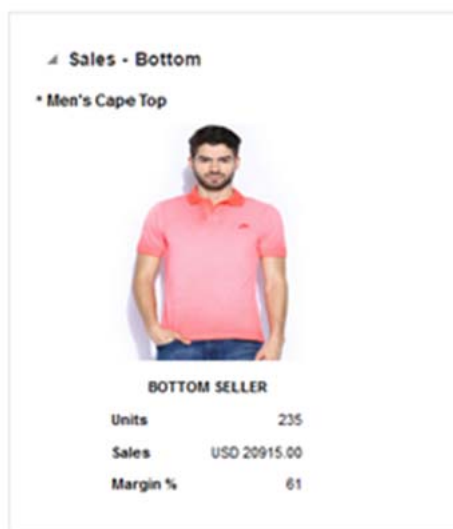 Sales - Bottom
* Men's Cape Top
BOTTOM SELLER
Units 235
Sales USD 20915.00
Margin % 61